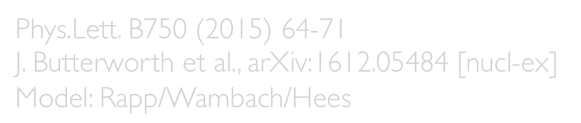 Phys.Lett. B750 (2015) 64-71
J. Butterworth et al., arXiv:1612.05484 [nucl-ex]
Model: Rapp/Wambach/Hees